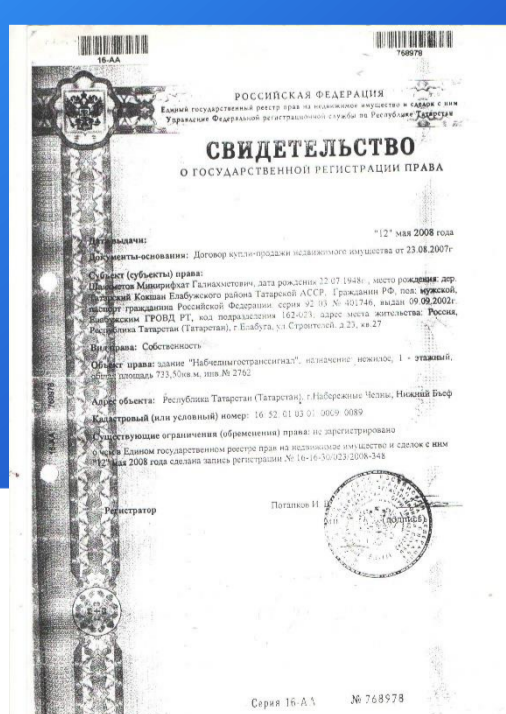 16-АА
768978
РОССИЙСКАЯ ФЕДЕРАЦИЯ
Единый государственный реестр прав на недвижимое имущество и сделок с ним
Управление Федеральной регистрационной службы по Республике Татарстан
СВИДЕТЕЛЬСТВО
О ГОСУДАРСТВЕННОЙ РЕГИСТРАЦИИ ПРАВА
"12" мая 2008 года
Дата выдачи:
Документы-основания: Договор купли-продажи недвижимого имущества от 23.08.2007г
Субъект (субъекты) права:
Минирифхат Галиахметович, дата рождения 22.07.1948г., место рождения: дер.
Татарский Кокшан Елабужского района Татарской АССР, Гражданин РФ, пол: мужской,
паспорт гражданина Российской Федерации: серия 92 03 № 401746, выдан 09.09.2002г.
Елабужским ГРОВД РТ, код подразделения 162-023; адрес места жительства: Россия,
Республика Татарстан (Татарстан), г.Елабуга, ул.Строителей, д.23, кв.27
Вид права: Собственность
Объект права: здание "Набчелныгостранссигнал", назначение: нежилое, 1 - этажный,
общая площадь 733,50кв.м, инв.№ 2762
Адрес объекта: Республика Татарстан (Татарстан), г.Набережные Челны, Нижний Бьеф
Кадастровый (или условный) номер: 16 52 01 03 0009 0089
Существующие ограничения (обременения) права: не зарегистрировано
о чем в Едином государственном реестре прав на недвижимое имущество и сделок с ним
"12" мая 2008 года сделана запись регистрации № 16-16-30/023/2008-348
Регистратор
Потапков И.
(подпись)
Серия 16-АА № 768978